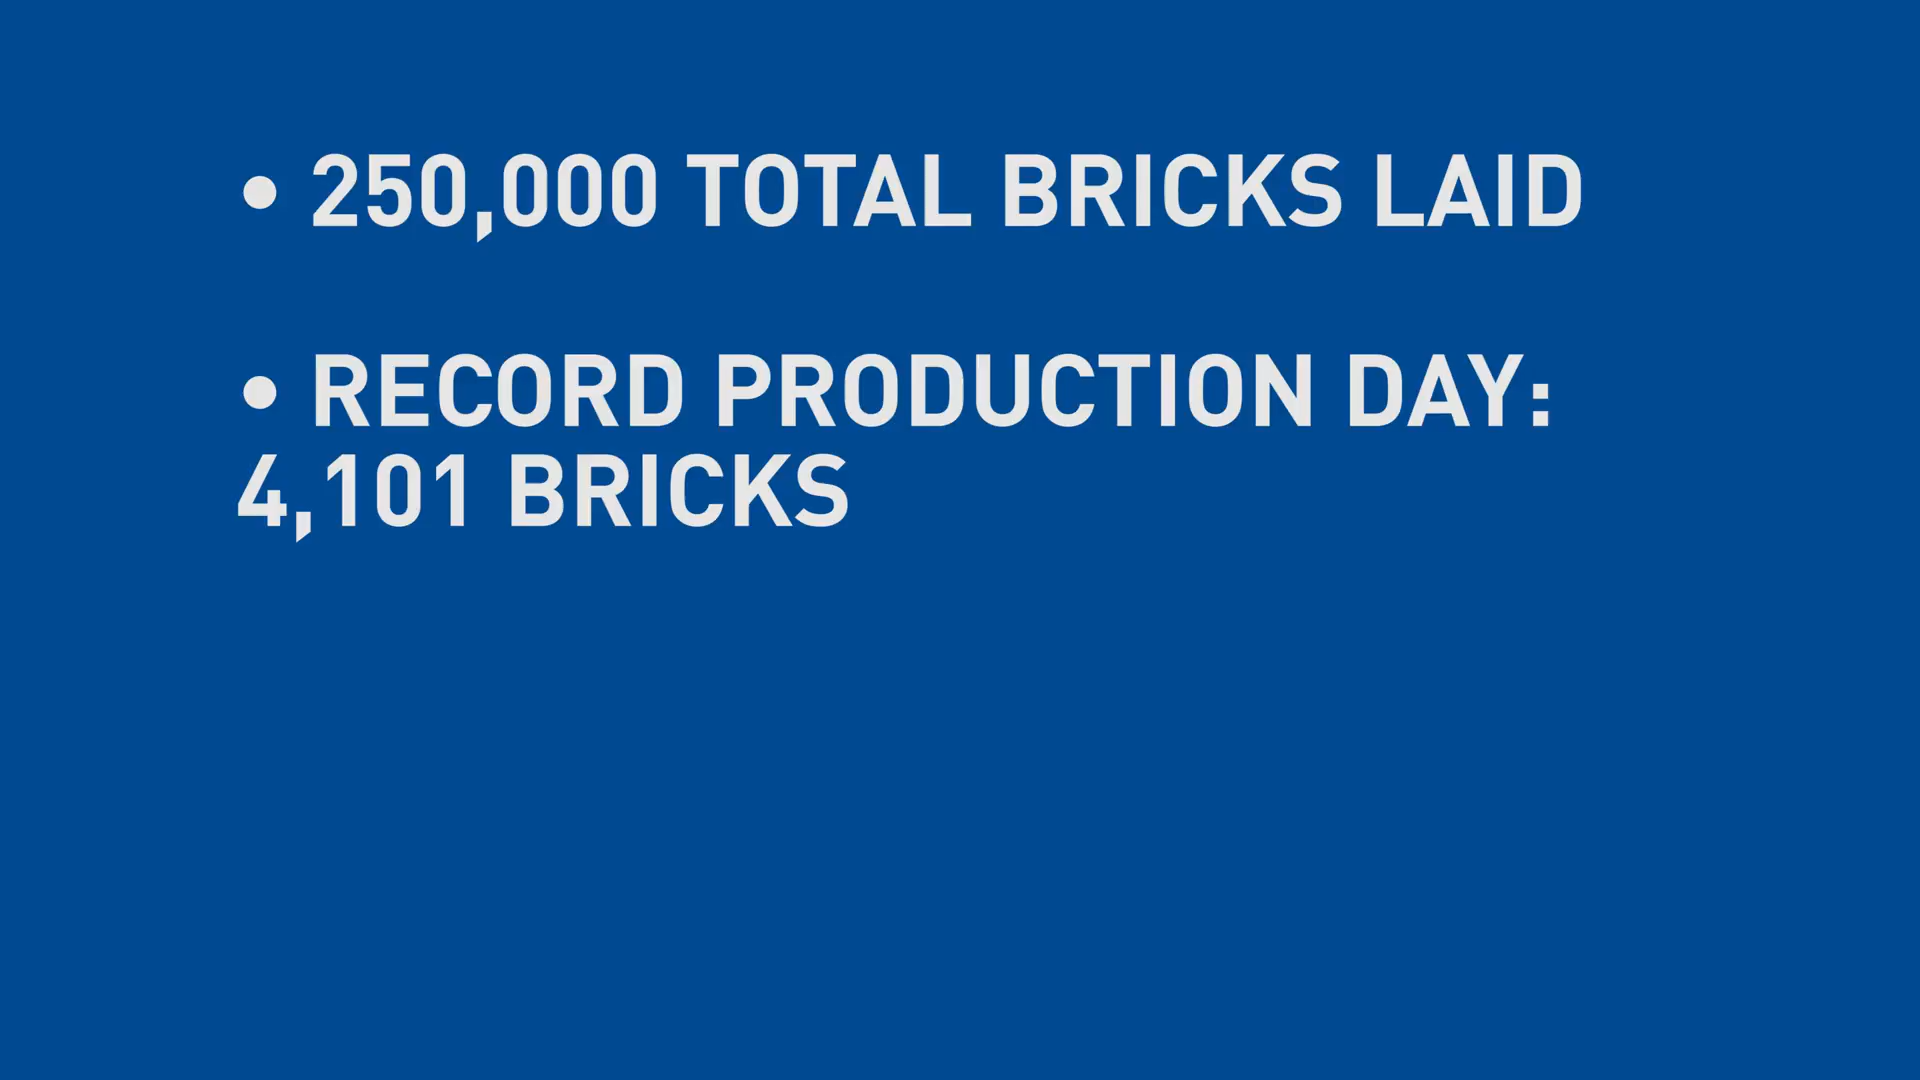 • 250,000 TOTAL BRICKS LAID
• RECORD PRODUCTION DAY:
4,101 BRICKS